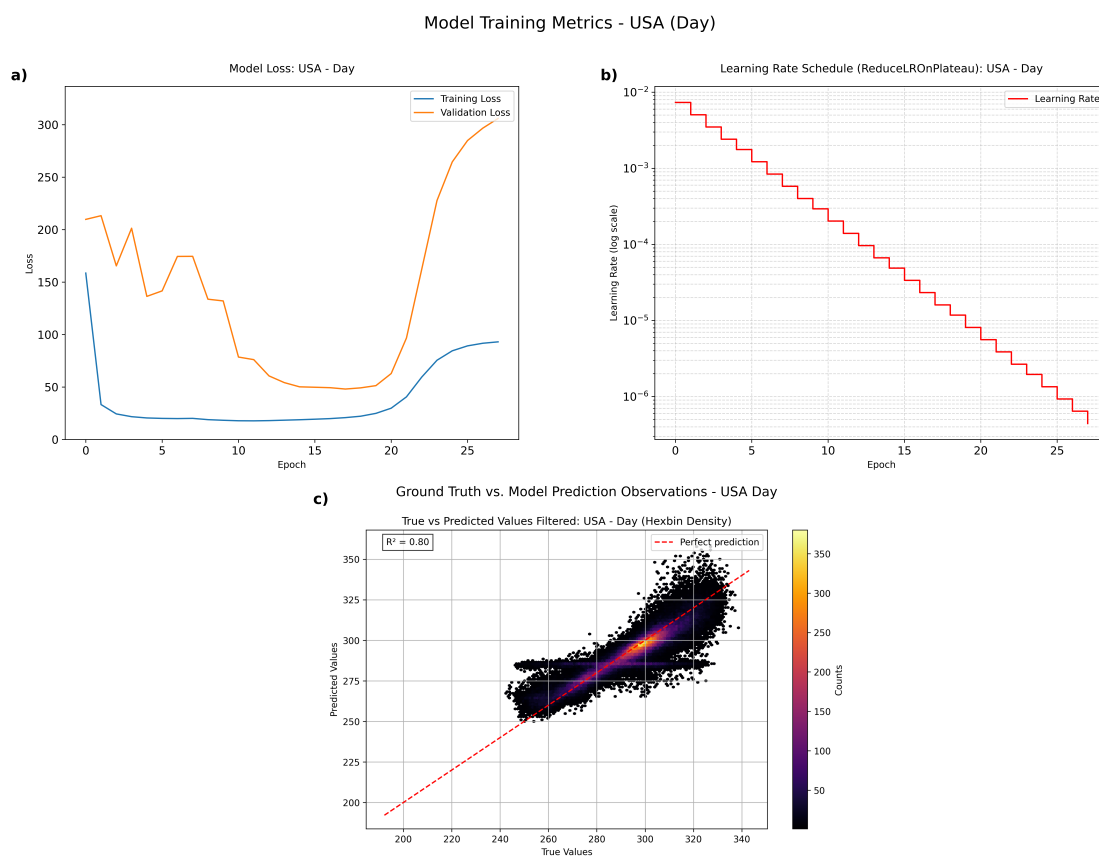 Model Training Metrics - USA (Day)
a)
Model Loss: USA - Day
Training Loss
Validation Loss
300
250
200
150
100
50
0
Loss
0 5 10 15 20 25
Epoch
b)
Learning Rate Schedule (ReduceLROnPlateau): USA - Day
Learning Rate
10⁻²
10⁻³
10⁻⁴
10⁻⁵
10⁻⁶
Learning Rate (log scale)
0 5 10 15 20 25
Epoch
c)
Ground Truth vs. Model Prediction Observations - USA Day
True vs Predicted Values Filtered: USA - Day (Hexbin Density)
R² = 0.80
Perfect prediction
350
325
300
275
250
225
200
Predicted Values
200 220 240 260 280 300 320 340
True Values
350
300
250
200
150
100
50
Counts